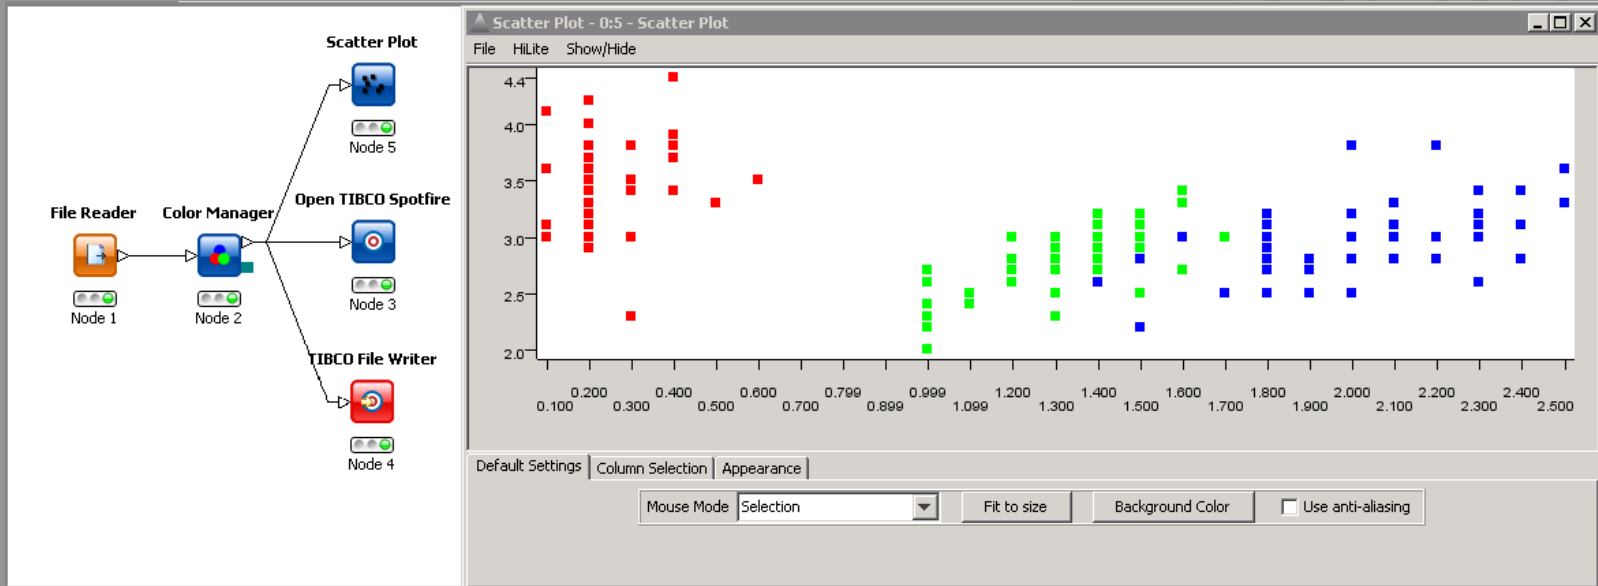 Scatter Plot
Node 5
Open TIBCO Spotfire
Node 3
File Reader
Node 1
Color Manager
Node 2
TIBCO File Writer
Node 4
Scatter Plot - 0:5 - Scatter Plot
File HiLite Show/Hide
4.4
4.0
3.5
3.0
2.5
2.0
0.200 0.400 0.600 0.799 0.999 1.200 1.400 1.600 1.800 2.000 2.200 2.400
0.100 0.300 0.500 0.700 0.899 1.099 1.300 1.500 1.700 1.900 2.100 2.300 2.500
Default Settings Column Selection Appearance
Mouse Mode Selection Fit to size Background Color Use anti-aliasing